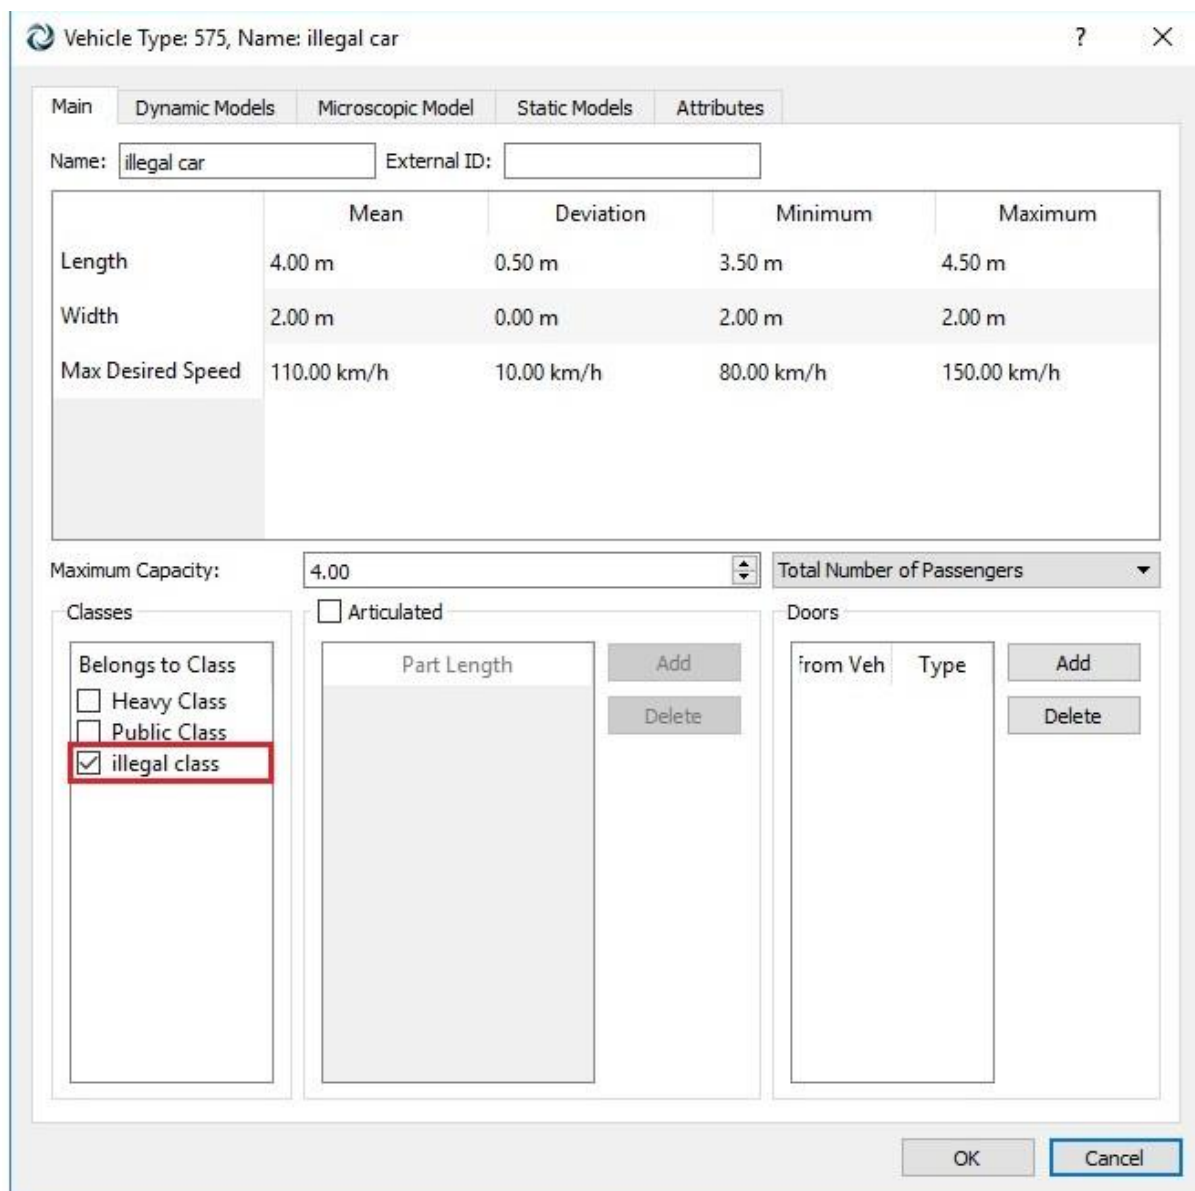 Vehicle Type: 575, Name: illegal car ?
Main Dynamic Models Microscopic Model Static Models Attributes
Name: illegal car External ID:
Mean Deviation Minimum Maximum
Length 4.00 m 0.50 m 3.50 m 4.50 m
Width 2.00 m 0.00 m 2.00 m 2.00 m
Max Desired Speed 110.00 km/h 10.00 km/h 80.00 km/h 150.00 km/h
Maximum Capacity: 4.00 Total Number of Passengers
Classes Articulated Doors
Belongs to Class Part Length Add from Veh Type Add
Heavy Class
Public Class Delete Delete
illegal class
OK Cancel